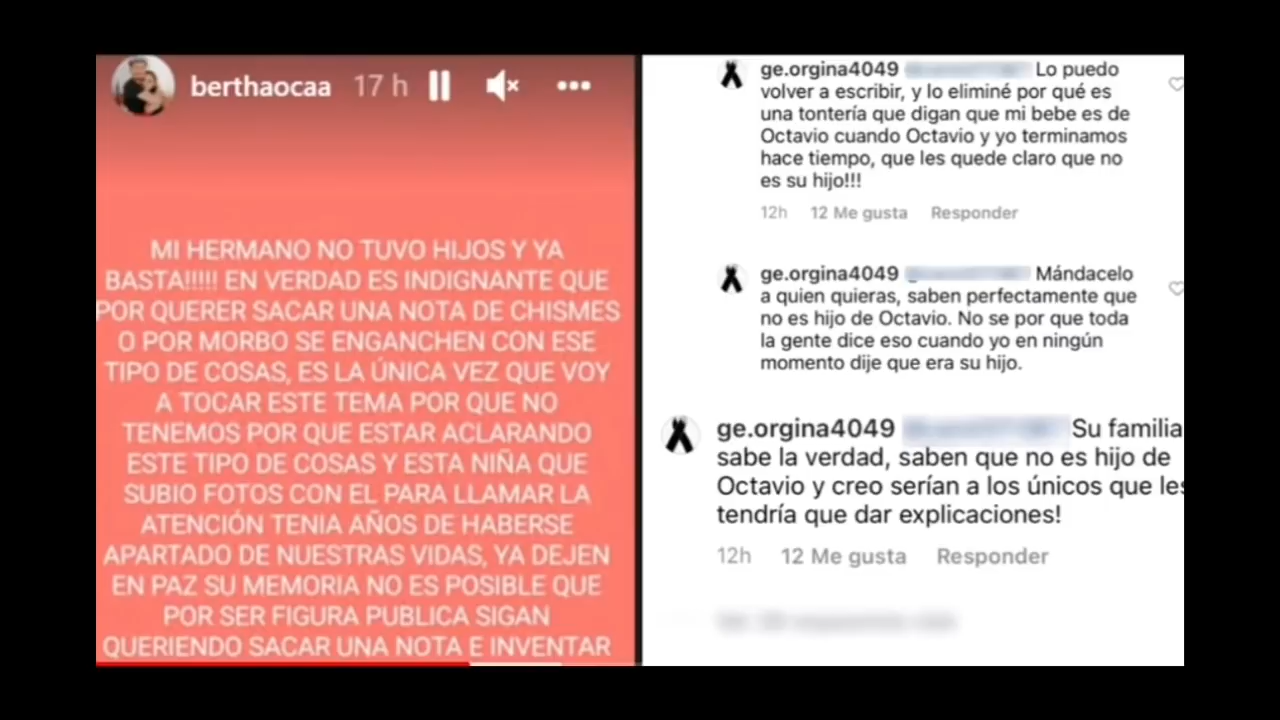 berthaocaa 17 h
MI HERMANO NO TUVO HIJOS Y YA
BASTA!!!!! EN VERDAD ES INDIGNANTE QUE
POR QUERER SACAR UNA NOTA DE CHISMES
O POR MORBO SE ENGANCHEN CON ESE
TIPO DE COSAS, ES LA ÚNICA VEZ QUE VOY
A TOCAR ESTE TEMA POR QUE NO
TENEMOS POR QUE ESTAR ACLARANDO
ESTE TIPO DE COSAS Y ESTA NIÑA QUE
SUBIO FOTOS CON EL PARA LLAMAR LA
ATENCIÓN TENIA AÑOS DE HABERSE
APARTADO DE NUESTRAS VIDAS, YA DEJEN
EN PAZ SU MEMORIA NO ES POSIBLE QUE
POR SER FIGURA PUBLICA SIGAN
QUERIENDO SACAR UNA NOTA E INVENTAR
ge.orgina4049 Lo puedo
volver a escribir, y lo eliminé por qué es
una tontería que digan que mi bebe es de
Octavio cuando Octavio y yo terminamos
hace tiempo, que les quede claro que no
es su hijo!!!
12h 12 Me gusta Responder
ge.orgina4049 Mándacelo
a quien quieras, saben perfectamente que
no es hijo de Octavio. No se por que toda
la gente dice eso cuando yo en ningún
momento dije que era su hijo.
ge.orgina4049 Su familia
sabe la verdad, saben que no es hijo de
Octavio y creo serían a los únicos que les
tendría que dar explicaciones!
12h 12 Me gusta Responder